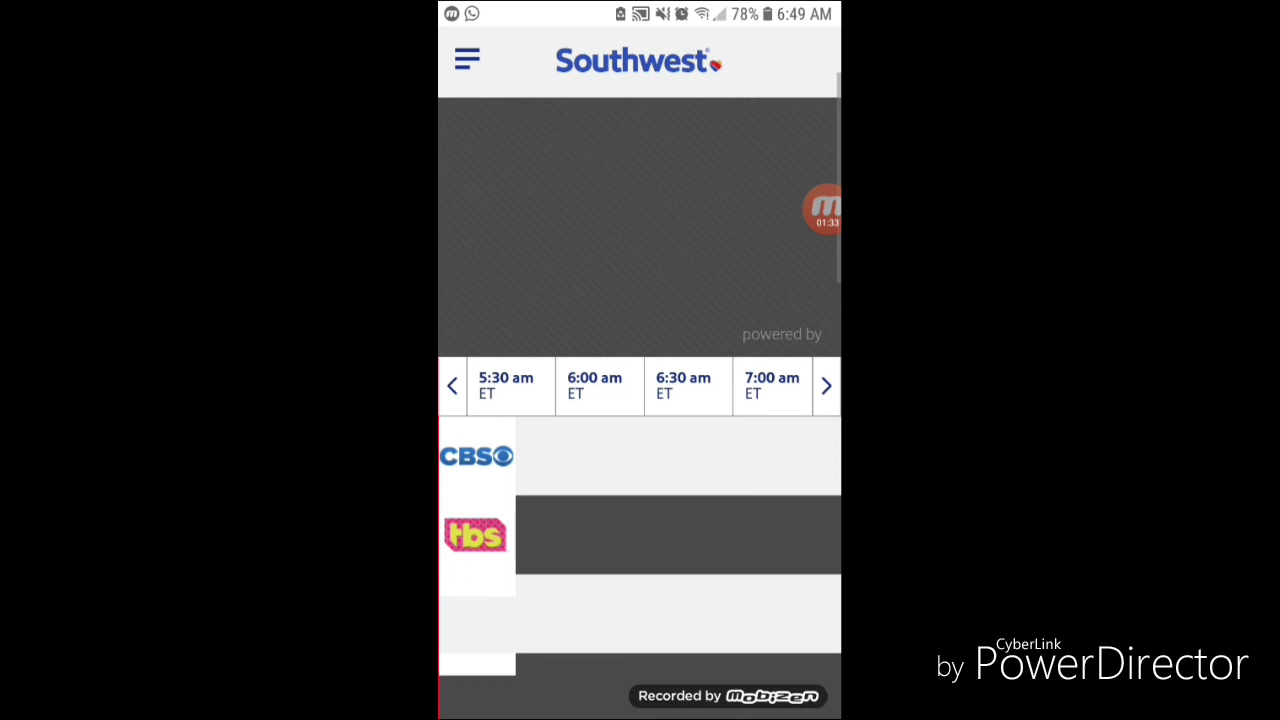 78% 6:49 AM
Southwest
01:33
powered by
5:30 am 6:00 am 6:30 am 7:00 am
ET ET ET ET
CBS
tbs
Recorded by mobizen
CyberLink
by PowerDirector